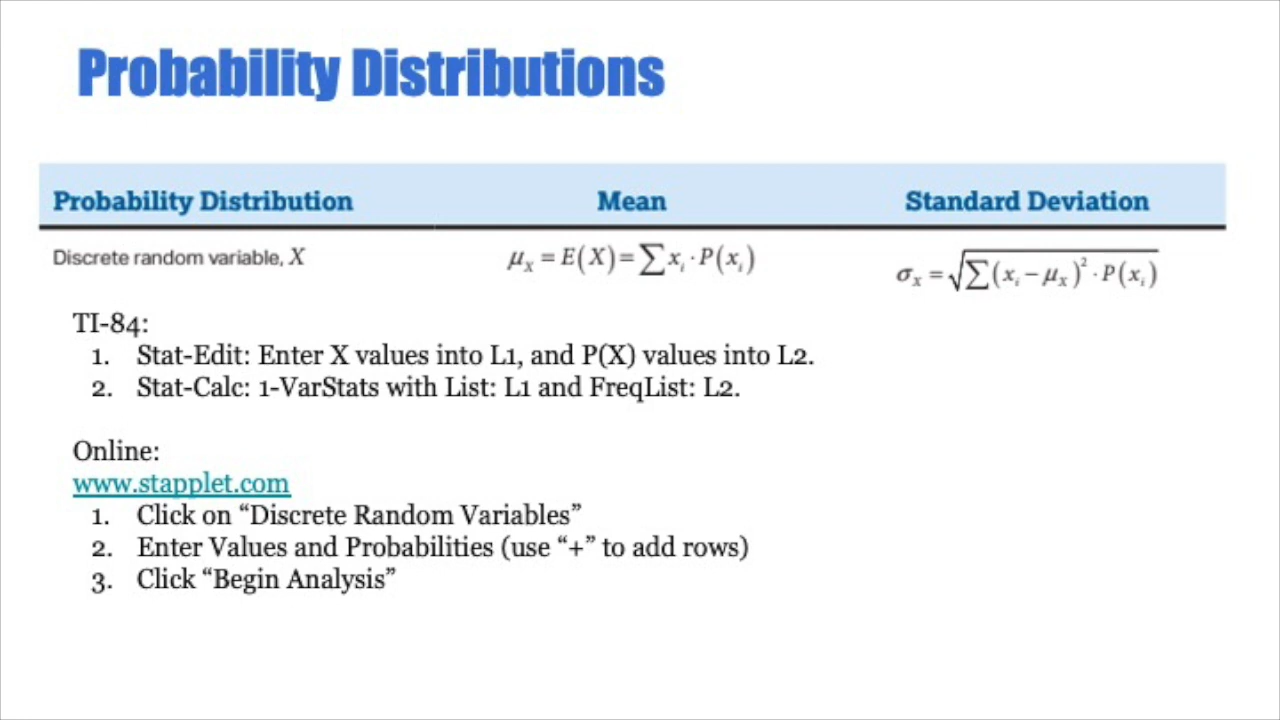 Probability Distributions
Probability Distribution Mean Standard Deviation
Discrete random variable, X μₓ = E(X) = ∑xᵢ · P(xᵢ) σₓ = √∑(xᵢ − μₓ)² · P(xᵢ)
TI-84:
1. Stat-Edit: Enter X values into L1, and P(X) values into L2.
2. Stat-Calc: 1-VarStats with List: L1 and FreqList: L2.
Online:
www.stapplet.com
1. Click on “Discrete Random Variables”
2. Enter Values and Probabilities (use “+” to add rows)
3. Click “Begin Analysis”